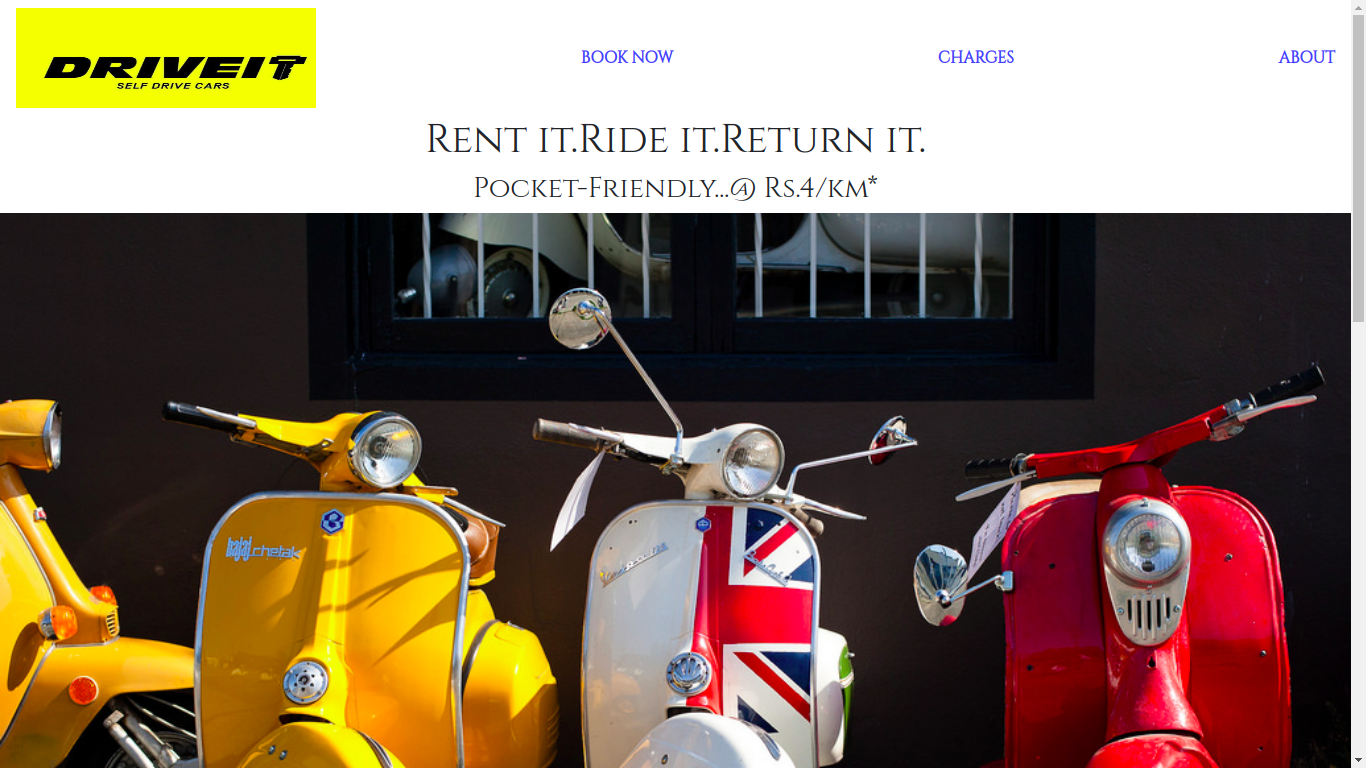 DRIVEIT
SELF DRIVE CARS
BOOK NOW
CHARGES
ABOUT
Rent it.Ride it.Return it.
Pocket-Friendly...@ Rs.4/km*
bajaj chetak